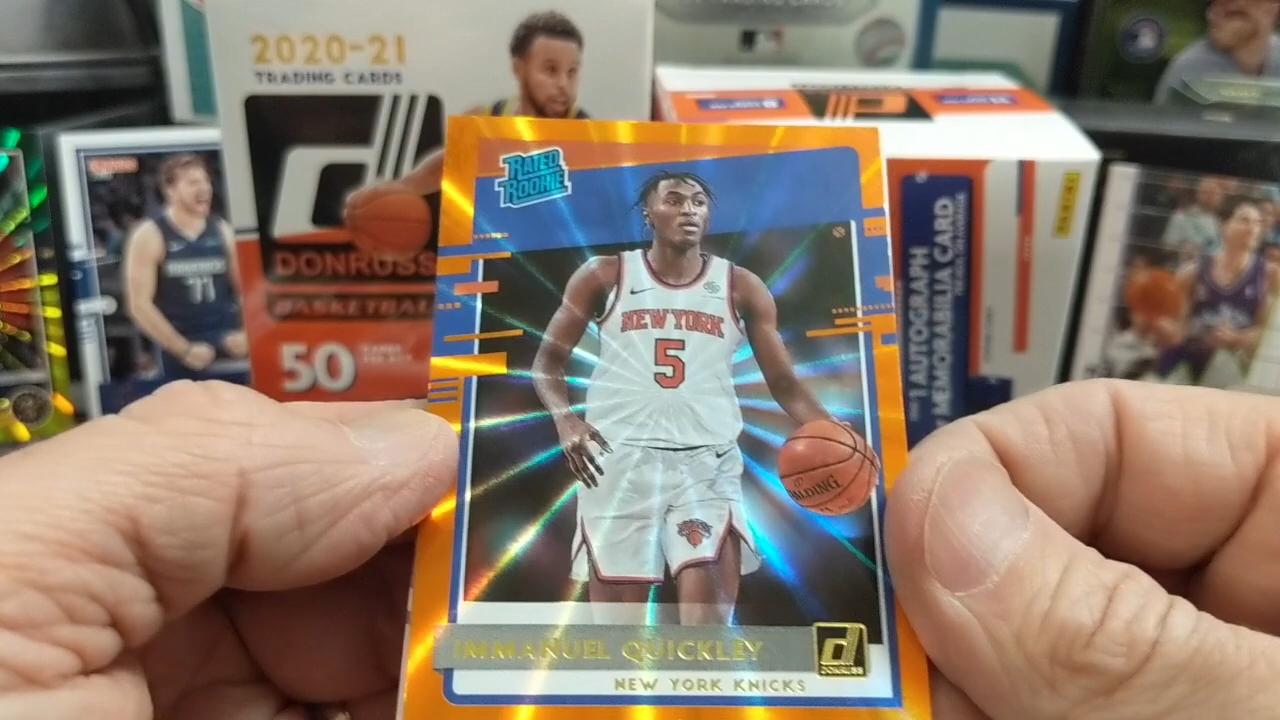 2020-21
TRADING CARDS
DONRUSS
BASKETBALL
50
RATED
ROOKIE
NEW YORK
5
SPALDING
IMMANUEL QUICKLEY
DONRUSS
NEW YORK KNICKS
1 AUTOGRAPH
MEMORABILIA CARD
PANINI